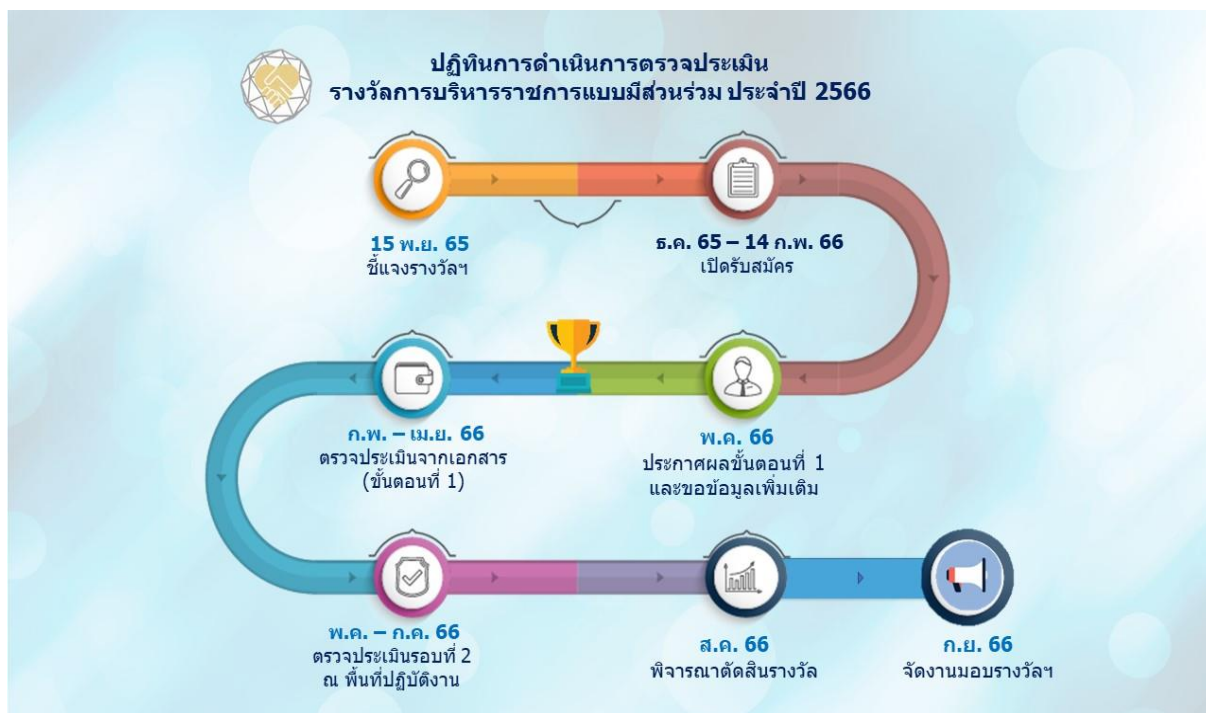 ปฏิทินการดำเนินการตรวจประเมิน
รางวัลการบริหารราชการแบบมีส่วนร่วม ประจำปี 2566
15 พ.ย. 65
ชี้แจงรางวัลฯ
ธ.ค. 65 – 14 ก.พ. 66
เปิดรับสมัคร
ก.พ. – เม.ย. 66
ตรวจประเมินจากเอกสาร
(ขั้นตอนที่ 1)
พ.ค. 66
ประกาศผลขั้นตอนที่ 1
และขอข้อมูลเพิ่มเติม
พ.ค. – ก.ค. 66
ตรวจประเมินรอบที่ 2
ณ พื้นที่ปฏิบัติงาน
ส.ค. 66
พิจารณาตัดสินรางวัล
ก.ย. 66
จัดงานมอบรางวัลฯ